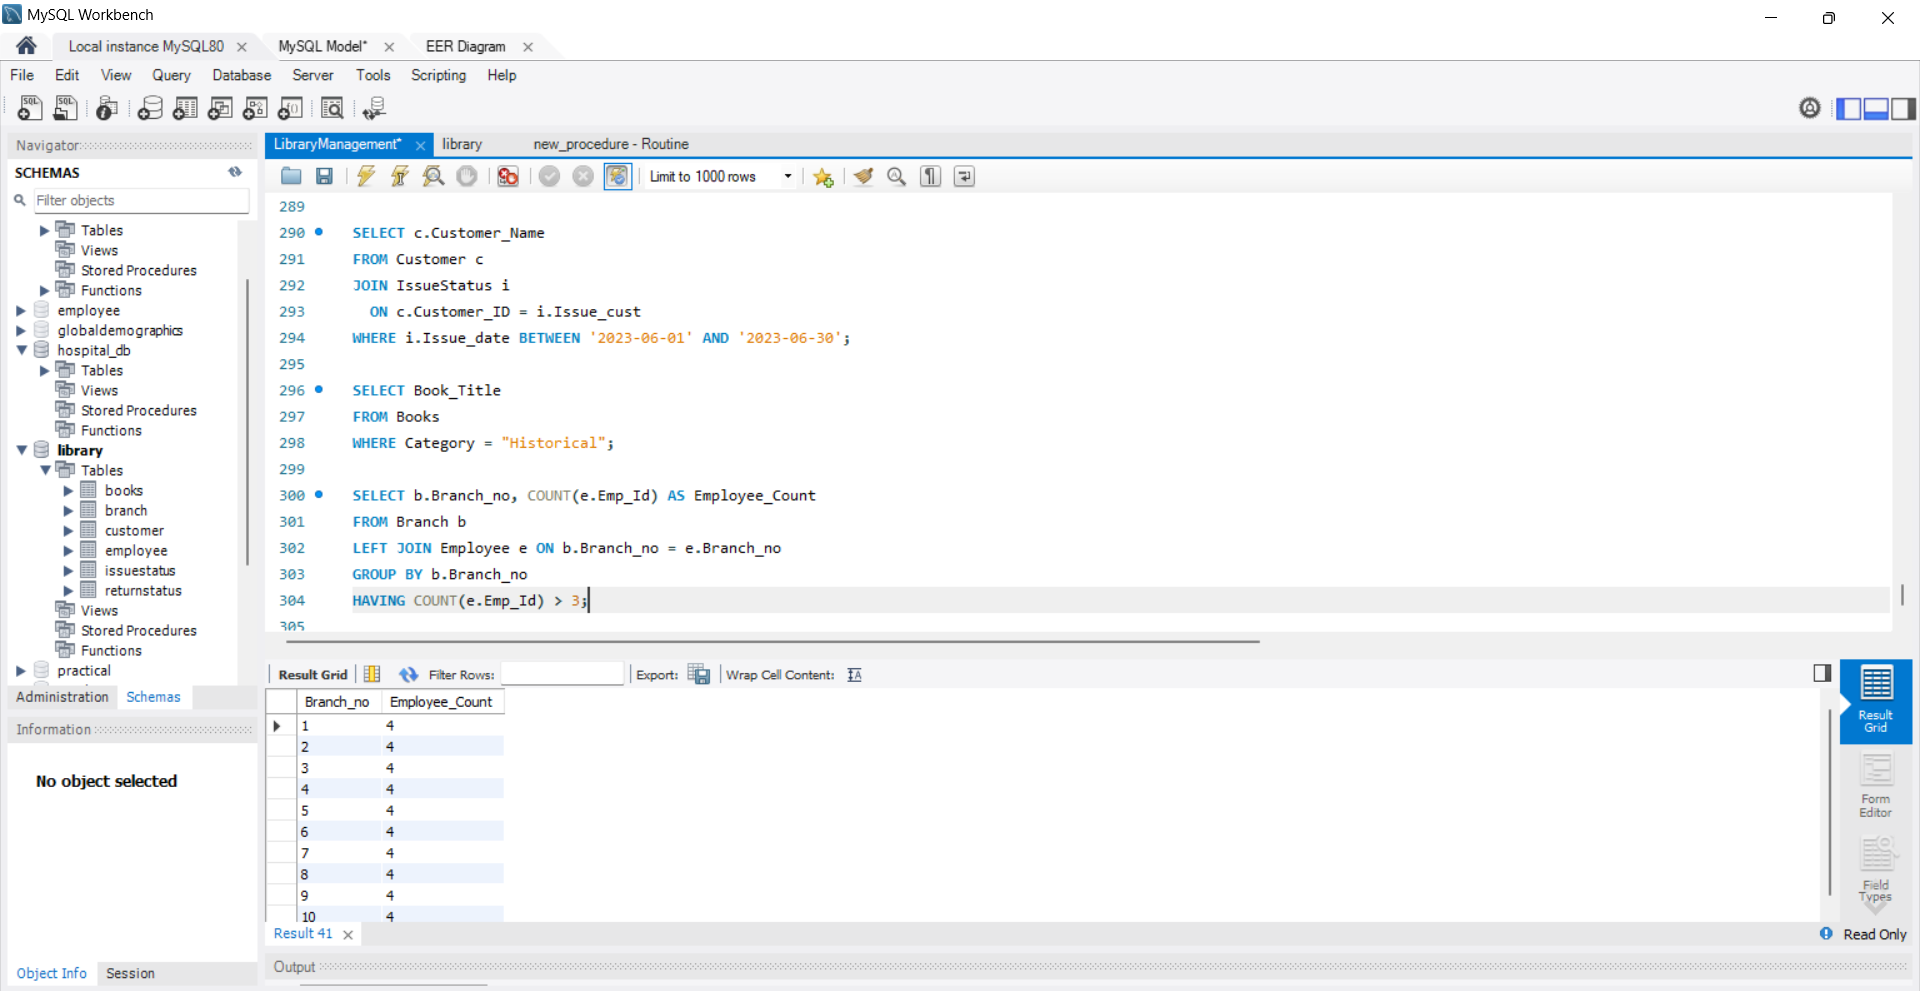 MySQL Workbench
Local instance MySQL80
MySQL Model*
EER Diagram
File Edit View Query Database Server Tools Scripting Help
Navigator
SCHEMAS
Filter objects
Tables
Views
Stored Procedures
Functions
employee
globaldemographics
hospital_db
Tables
Views
Stored Procedures
Functions
library
Tables
books
branch
customer
employee
issuestatus
returnstatus
Views
Stored Procedures
Functions
practical
Administration Schemas
Information
No object selected
Object Info Session
LibraryManagement* library new_procedure - Routine
Limit to 1000 rows
289
290 SELECT c.Customer_Name
291 FROM Customer c
292 JOIN IssueStatus i
293 ON c.Customer_ID = i.Issue_cust
294 WHERE i.Issue_date BETWEEN '2023-06-01' AND '2023-06-30';
295
296 SELECT Book_Title
297 FROM Books
298 WHERE Category = "Historical";
299
300 SELECT b.Branch_no, COUNT(e.Emp_Id) AS Employee_Count
301 FROM Branch b
302 LEFT JOIN Employee e ON b.Branch_no = e.Branch_no
303 GROUP BY b.Branch_no
304 HAVING COUNT(e.Emp_Id) > 3;
305
Result Grid Filter Rows: Export: Wrap Cell Content:
Branch_no Employee_Count
1 4
2 4
3 4
4 4
5 4
6 4
7 4
8 4
9 4
10 4
Result 41
Result
Grid
Form
Editor
Field
Types
Read Only
Output